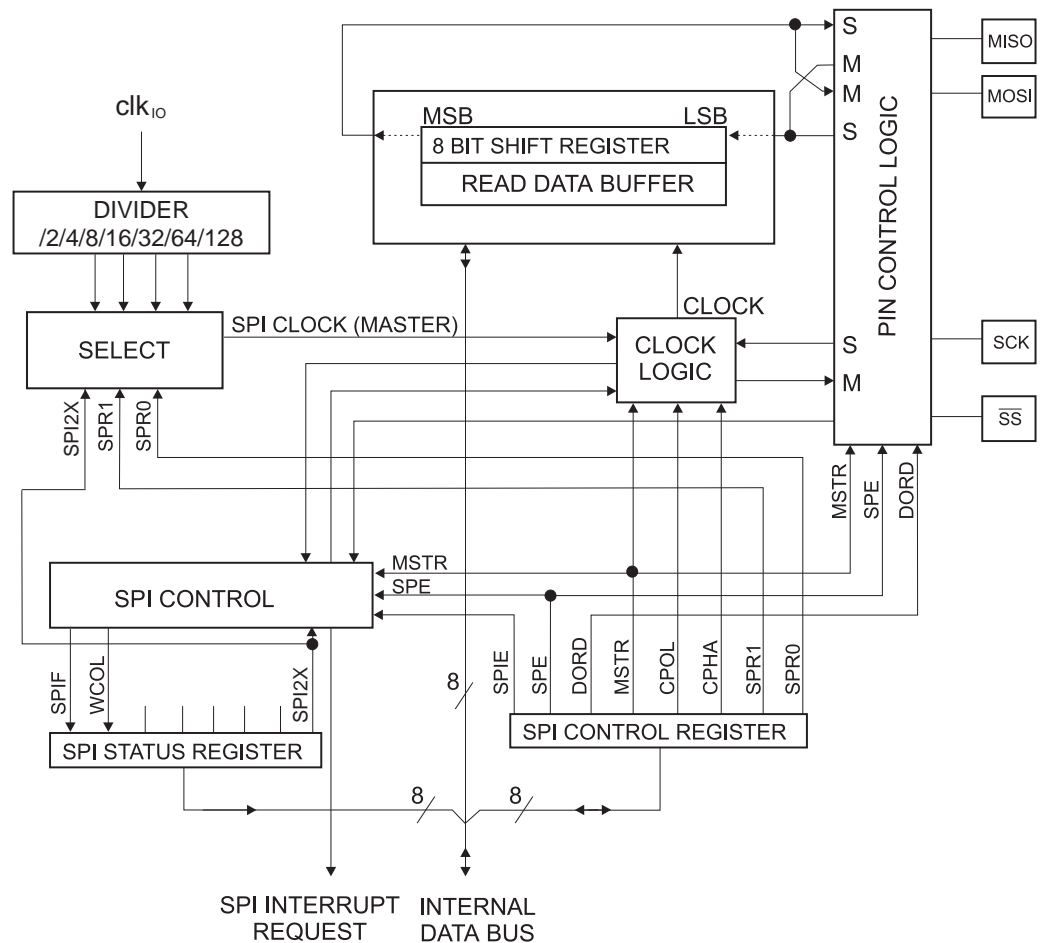 S
MISO
M
clk IO
MSB
LSB
M
MOSI
8 BIT SHIFT REGISTER
S
READ DATA BUFFER
DIVIDER
/2/4/8/16/32/64/128
PIN CONTROL LOGIC
CLOCK
SPI CLOCK (MASTER)
SELECT
CLOCK
LOGIC
S
SCK
M
SPI2X
SPR1
SPR0
SS
MSTR
SPE
DORD
MSTR
SPE
SPI CONTROL
SPIF
WCOL
SPI2X
8
SPIE
SPE
DORD
MSTR
CPOL
CPHA
SPR1
SPR0
SPI STATUS REGISTER
SPI CONTROL REGISTER
8
8
SPI INTERRUPT
REQUEST
INTERNAL
DATA BUS